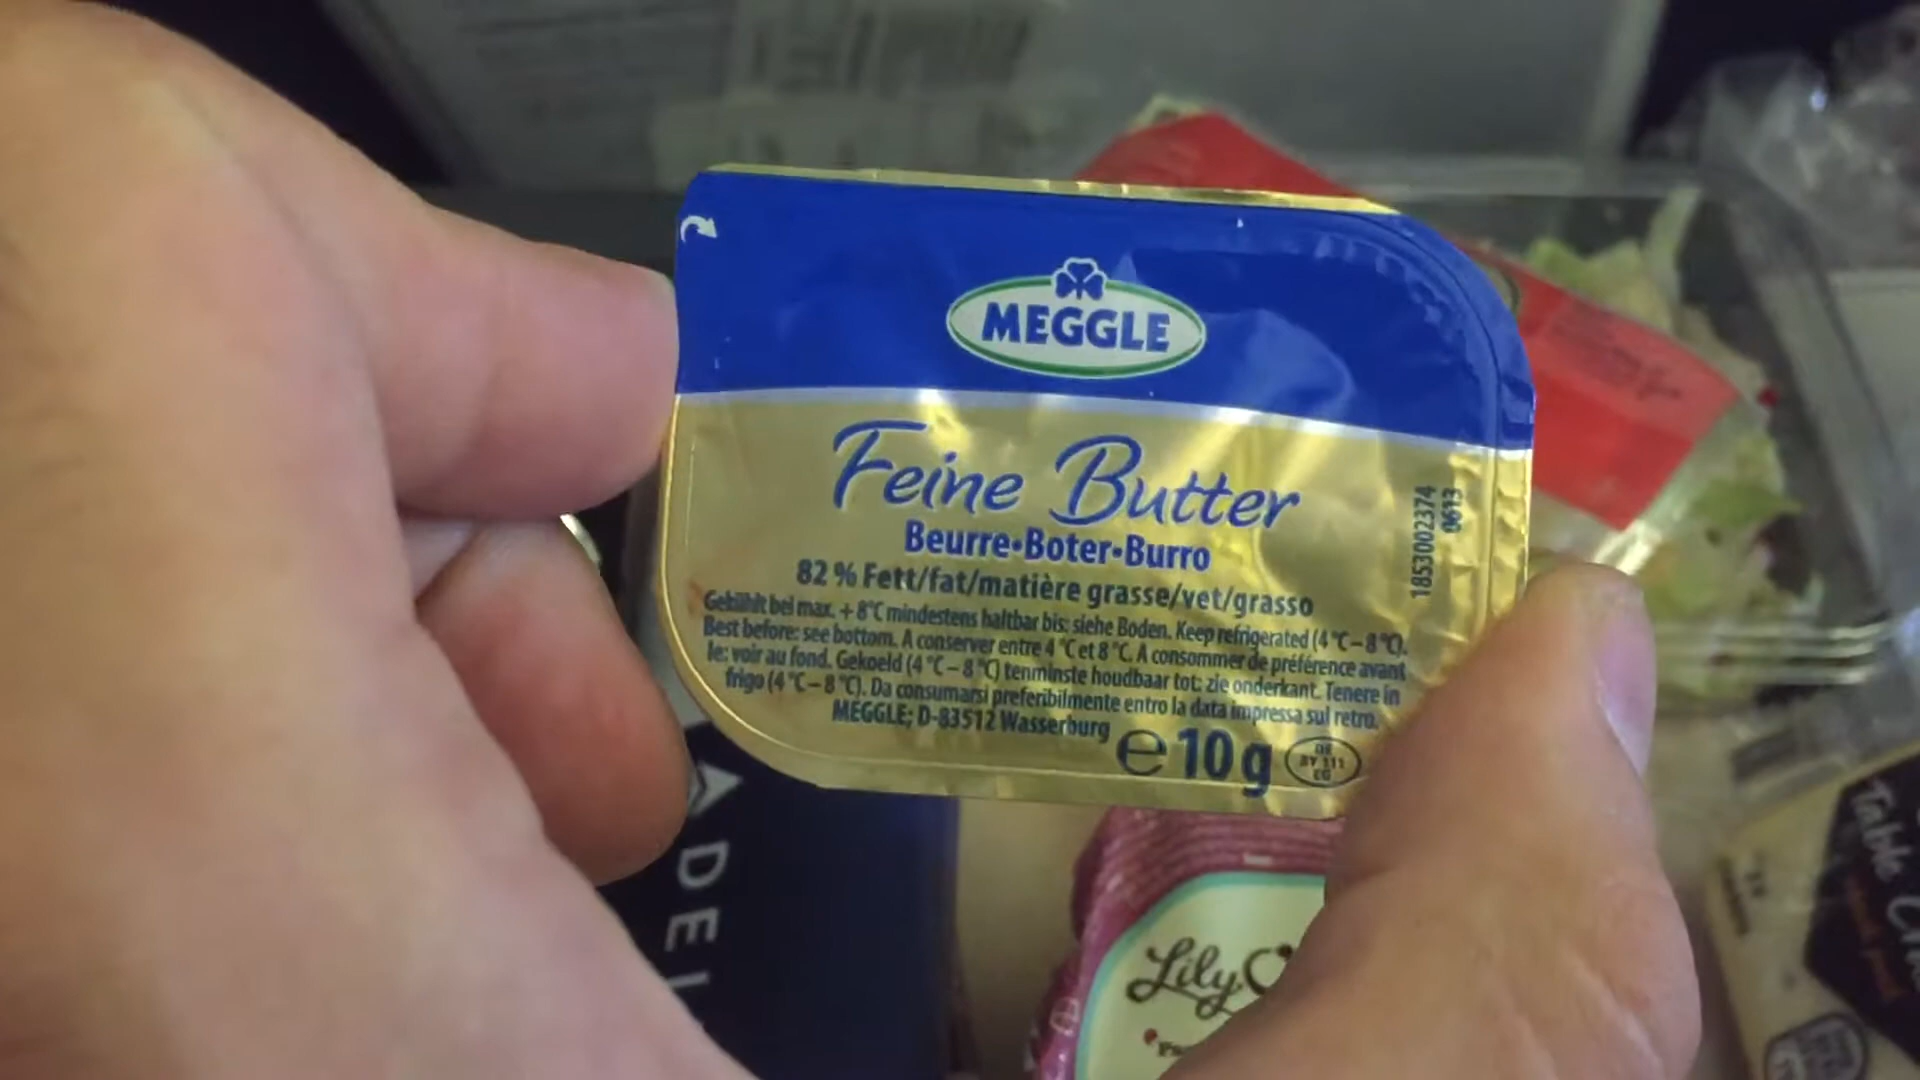 MEGGLE
Feine Butter
Beurre•Boter•Burro
82 % Fett/fat/matière grasse/vet/grasso
Gekühlt bei max. + 8°C mindestens haltbar bis: siehe Boden. Keep refrigerated (4 °C – 8 °C).
Best before: see bottom. A conserver entre 4 °C et 8 °C. A consommer de préférence avant
le: voir au fond. Gekoeld (4 °C – 8 °C) tenminste houdbaar tot: zie onderkant. Tenere in
frigo (4 °C – 8 °C). Da consumarsi preferibilmente entro la data impressa sul retro.
MEGGLE; D-83512 Wasserburg
e 10 g
DE
BY 111
EG
1853002374
0613
DEL
Lily
Table